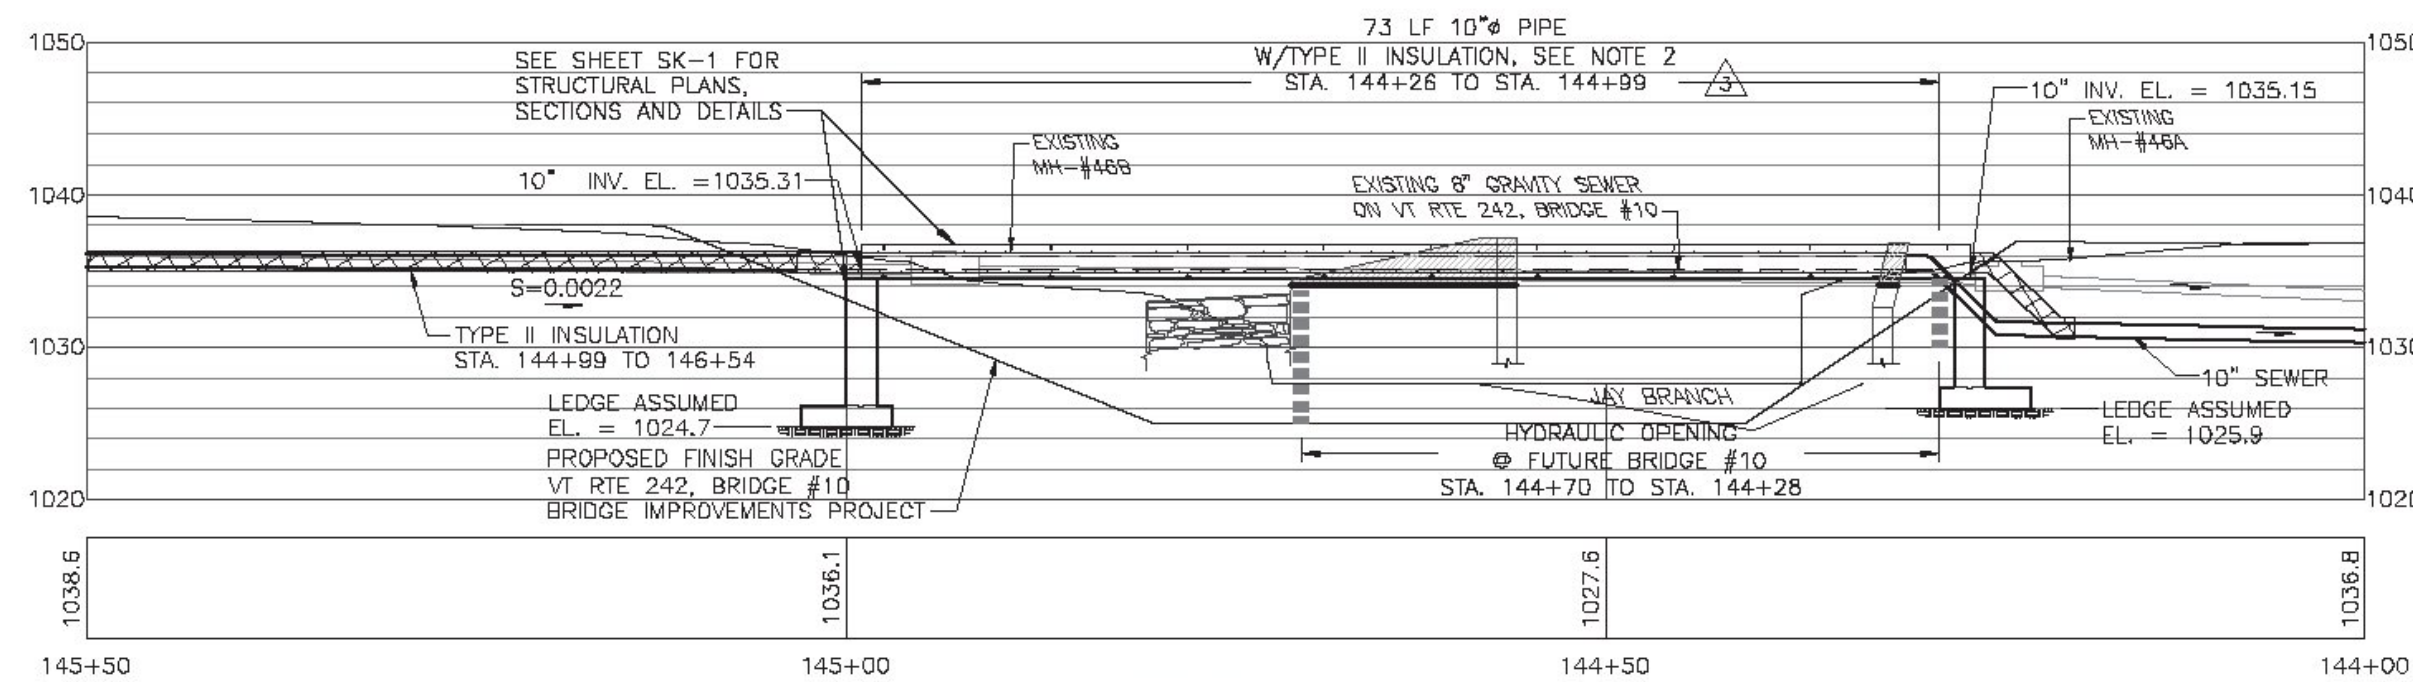 73 LF 10"ø PIPE
W/TYPE II INSULATION, SEE NOTE 2
STA. 144+26 TO STA. 144+99
3
1050
1050
SEE SHEET SK-1 FOR
STRUCTURAL PLANS,
SECTIONS AND DETAILS
10" INV. EL. = 1035.15
EXISTING
MH-#46A
EXISTING
MH-#46B
10" INV. EL. =1035.31
EXISTING 8" GRAVITY SEWER
ON VT RTE 242, BRIDGE #10
1040
1040
S=0.0022
TYPE II INSULATION
STA. 144+99 TO 146+54
1030
1030
10" SEWER
JAY BRANCH
LEDGE ASSUMED
EL. = 1024.7
LEDGE ASSUMED
EL. = 1025.9
HYDRAULIC OPENING
@ FUTURE BRIDGE #10
STA. 144+70 TO STA. 144+28
PROPOSED FINISH GRADE
VT RTE 242, BRIDGE #10
BRIDGE IMPROVEMENTS PROJECT
1020
1020
1038.6
1036.1
1027.6
1036.8
145+50
145+00
144+50
144+00